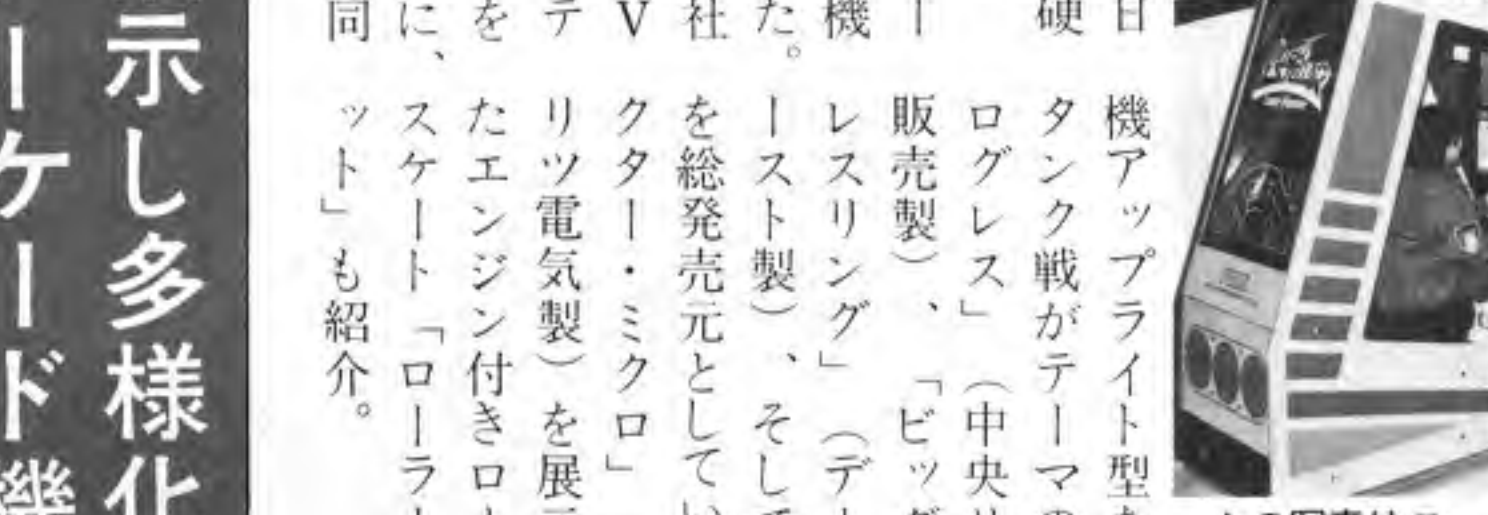 日
硬
ー
機
た。
社
V
テ
を
に、
同
機アップライト型
タンク戦がテーマの
ログレス」（中央
販売製）、「ビッグ
レスリング」（デ
ースト製）、そして
を総発売元としてい
クター・ミクロ」
リツ電気製）を展
たエンジン付きロ
スケート「ローラ
ット」も紹介。
示し多様化
ーケード機